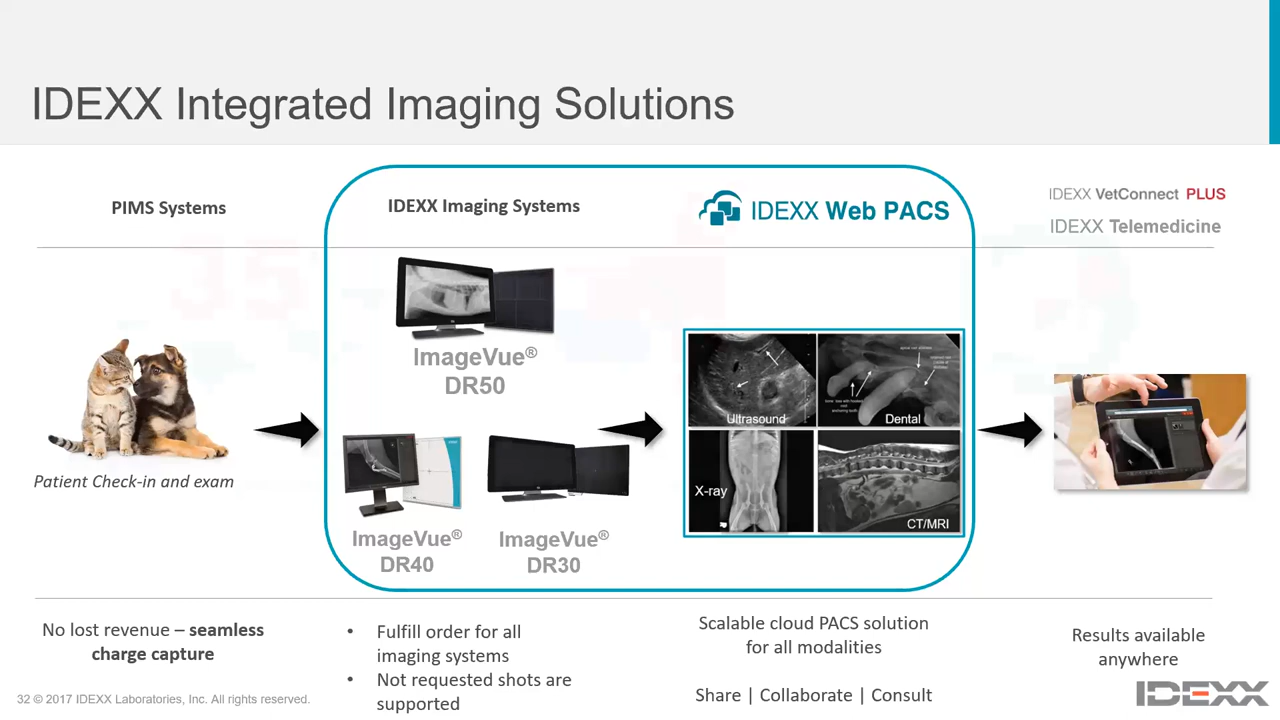 IDEXX Integrated Imaging Solutions
PIMS Systems
IDEXX Imaging Systems
IDEXX Web PACS
IDEXX VetConnect PLUS
IDEXX Telemedicine
ImageVue®
DR50
ImageVue®
DR40
ImageVue®
DR30
Ultrasound
Dental
X-ray
CT/MRI
Patient Check-in and exam
No lost revenue – seamless
charge capture
• Fulfill order for all
imaging systems
• Not requested shots are
supported
Scalable cloud PACS solution
for all modalities
Share | Collaborate | Consult
Results available
anywhere
32 © 2017 IDEXX Laboratories, Inc. All rights reserved.
IDEXX